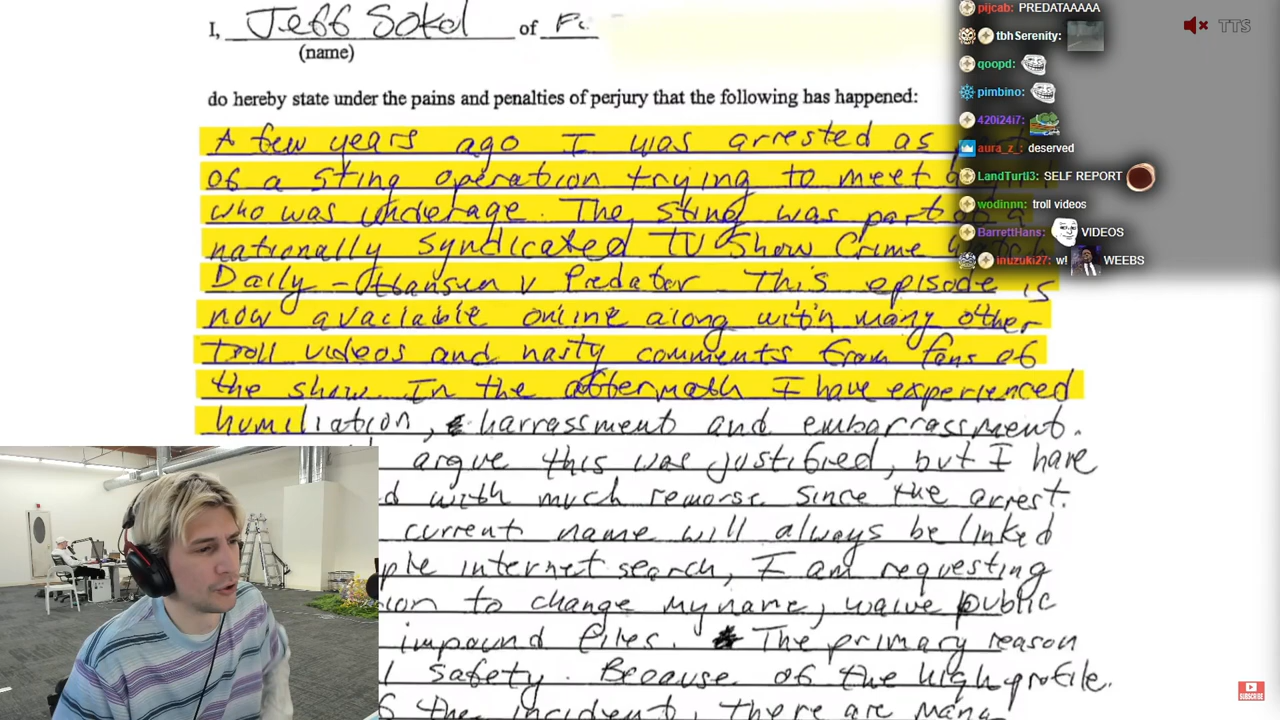 I, Jeff Sokol of
(name)
do hereby state under the pains and penalties of perjury that the following has happened:
A few years ago I was arrested as
of a sting operation trying to meet
who was underage. The sting was part of a
nationally syndicated TV Show Crime
Daily - Hansen v Predator This episode is
now available online along with many other
troll videos and nasty comments from fans of
the show. In the aftermath I have experienced
humiliation, harrassment and embarrassment.
argue this was justified, but I have
with much remorse since the arrest.
current name will always be linked
internet search, I am requesting
to change my name, waive public
impound files. The primary reason
safety. Because of the high profile
the incident, there are many
pijcab: PREDATAAAAA
tbhSerenity:
qoopd:
pimbino:
420i24i7:
aura_z_: deserved
LandTurtl3: SELF REPORT
wodinnn: troll videos
BarrettHans: VIDEOS
inuzuki27: w! WEEBS
TTS
SUBSCRIBE